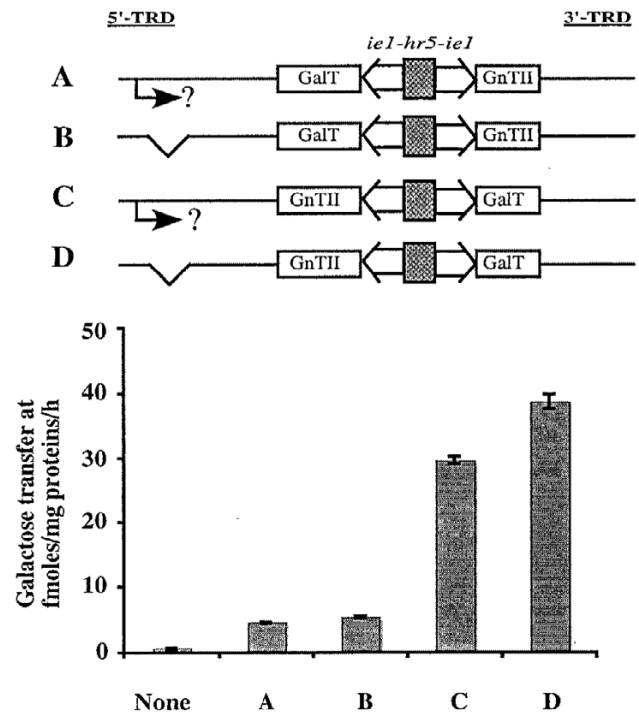 5'-TRD 3'-TRD
ie1-hr5-ie1
A GalT GnTII
?
B GalT GnTII
C GnTII GalT
?
D GnTII GalT
Galactose transfer at
fmoles/mg proteins/h
50
40
30
20
10
0
None A B C D